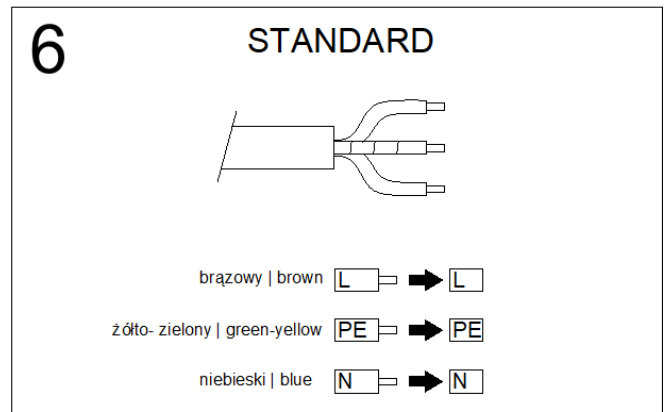 6
STANDARD
brązowy | brown L L
żółto- zielony | green-yellow PE PE
niebieski | blue N N